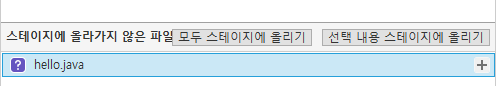 스테이지에 올라가지 않은 파일 모두 스테이지에 올리기 선택 내용 스테이지에 올리기
? hello.java +